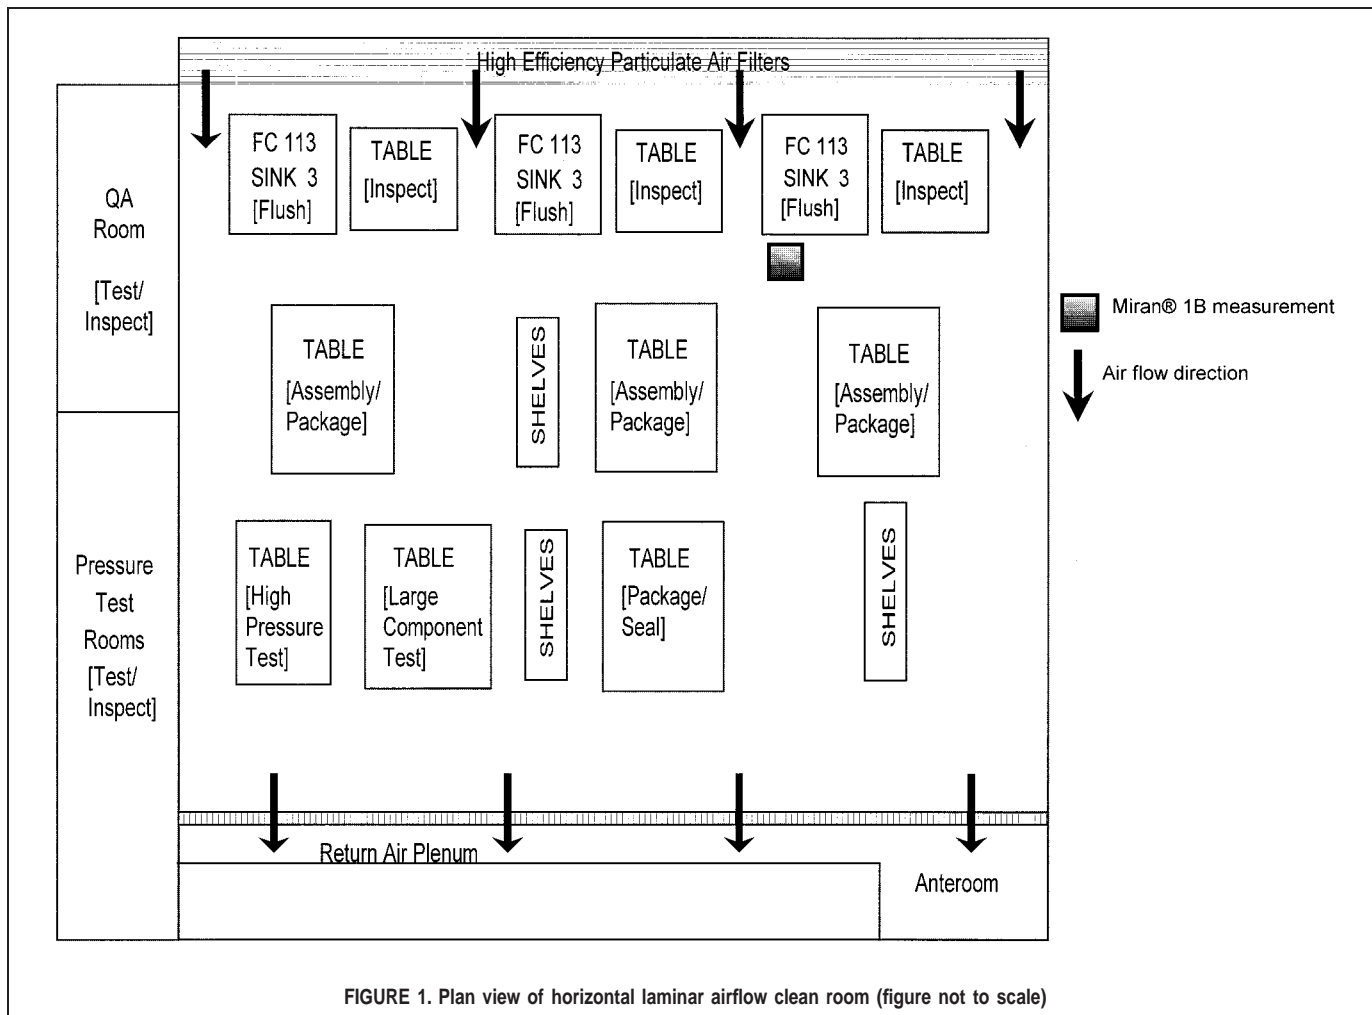 High Efficiency Particulate Air Filters
QA
Room
[Test/
Inspect]
FC 113
SINK 3
[Flush]
TABLE
[Inspect]
FC 113
SINK 3
[Flush]
TABLE
[Inspect]
FC 113
SINK 3
[Flush]
TABLE
[Inspect]
Miran® 1B measurement
Air flow direction
TABLE
[Assembly/
Package]
SHELVES
TABLE
[Assembly/
Package]
TABLE
[Assembly/
Package]
Pressure
Test
Rooms
[Test/
Inspect]
TABLE
[High
Pressure
Test]
TABLE
[Large
Component
Test]
SHELVES
TABLE
[Package/
Seal]
SHELVES
Return Air Plenum
Anteroom
FIGURE 1. Plan view of horizontal laminar airflow clean room (figure not to scale)